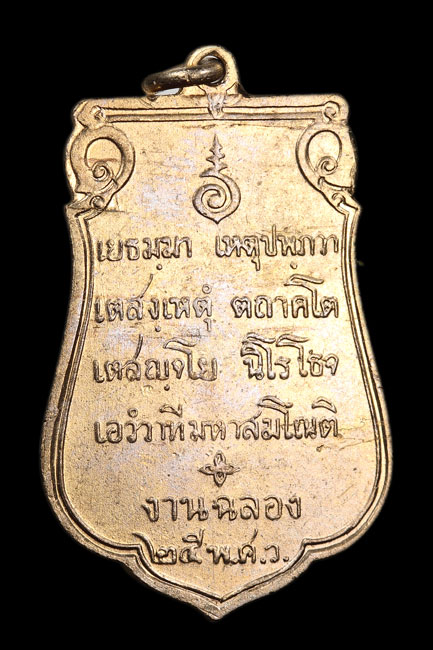 เยธมฺมา เหตุปพฺภวา
เตสํเหตุํ ตถาคโต
เตสญฺจโย นิโรโธจ
เอวํวาทีมหาสมโณติ
งานฉลอง
๒๕ พ.ศ.ว.